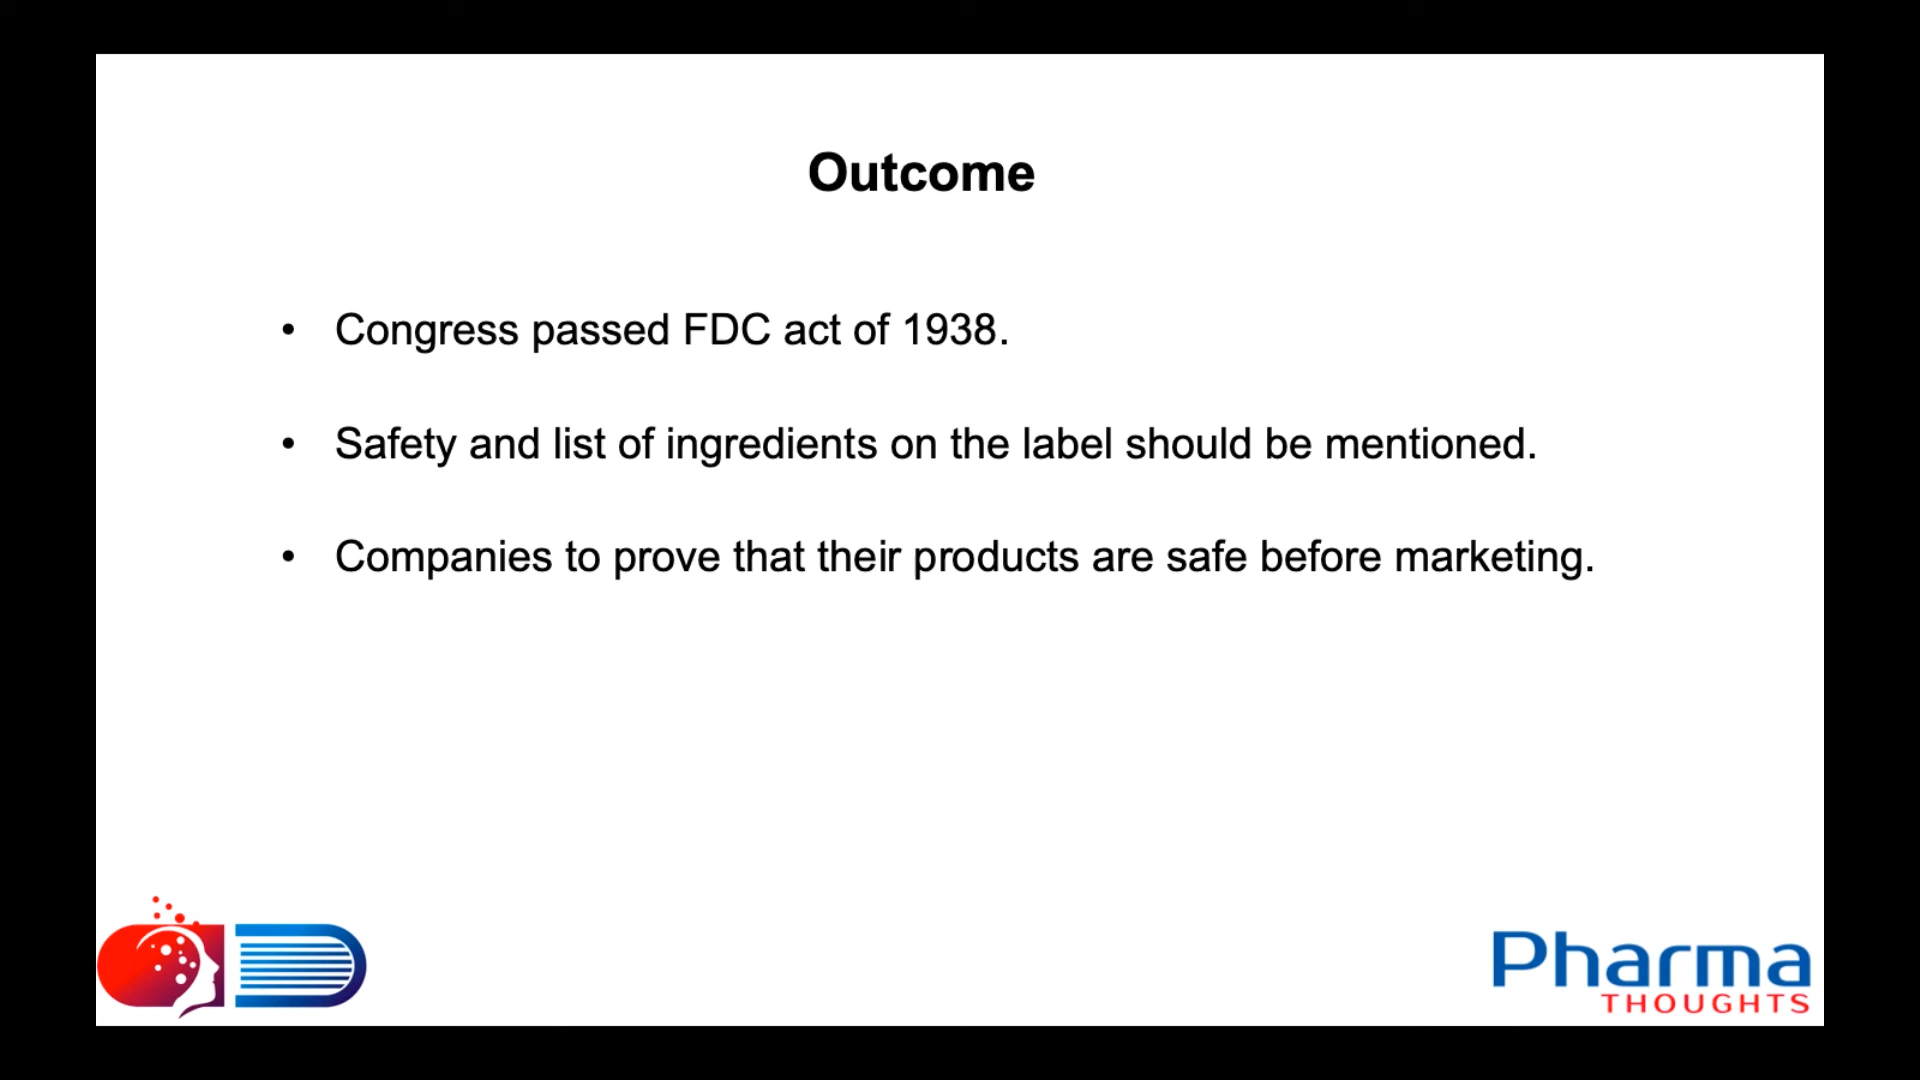 Outcome
• Congress passed FDC act of 1938.
• Safety and list of ingredients on the label should be mentioned.
• Companies to prove that their products are safe before marketing.
Pharma
THOUGHTS